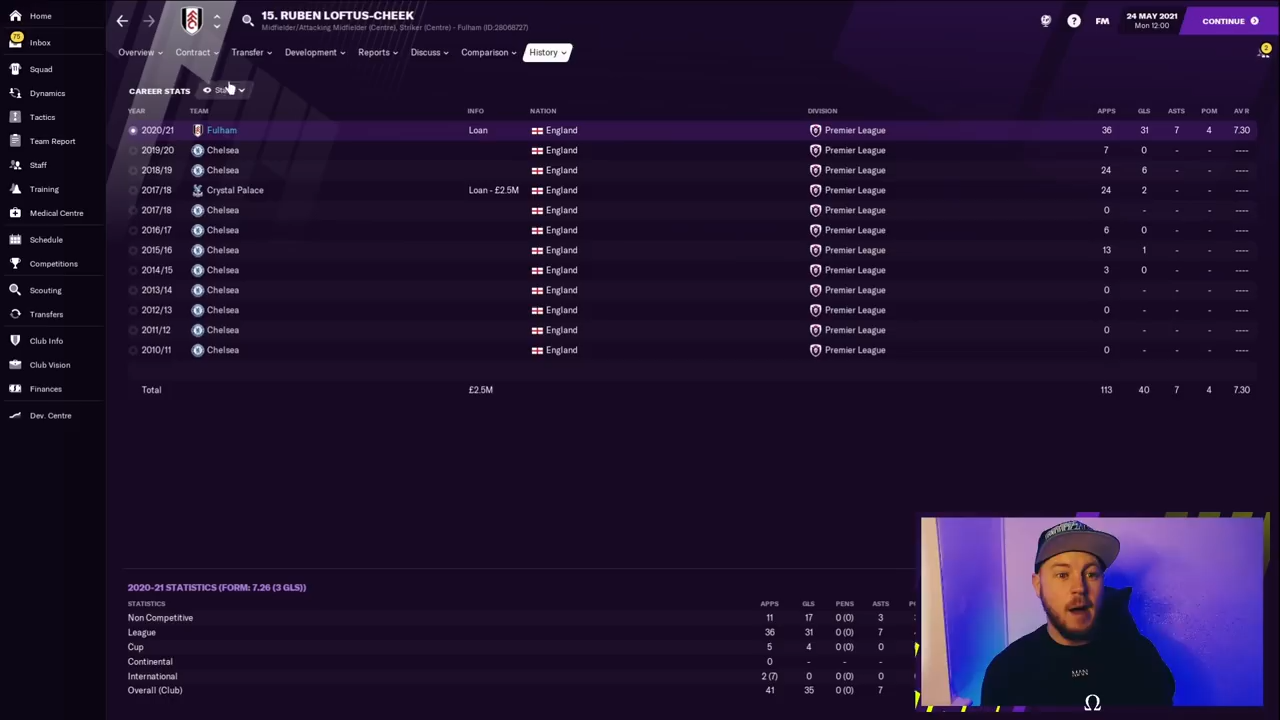 Home
75
Inbox
Squad
Dynamics
Tactics
Team Report
Staff
Training
Medical Centre
Schedule
Competitions
Scouting
Transfers
Club Info
Club Vision
Finances
Dev. Centre
15. RUBEN LOFTUS-CHEEK
Midfielder/Attacking Midfielder (Centre), Striker (Centre) - Fulham (ID:28068727)
?
FM
24 MAY 2021
Mon 12:00
CONTINUE
Overview
Contract
Transfer
Development
Reports
Discuss
Comparison
History
2
CAREER STATS
YEAR TEAM INFO NATION DIVISION APPS GLS ASTS POM AV R
2020/21 Fulham Loan England Premier League 36 31 7 4 7.30
2019/20 Chelsea England Premier League 7 0 - - ----
2018/19 Chelsea England Premier League 24 6 - - ----
2017/18 Crystal Palace Loan - £2.5M England Premier League 24 2 - - ----
2017/18 Chelsea England Premier League 0 - - - ----
2016/17 Chelsea England Premier League 6 0 - - ----
2015/16 Chelsea England Premier League 13 1 - - ----
2014/15 Chelsea England Premier League 3 0 - - ----
2013/14 Chelsea England Premier League 0 - - - ----
2012/13 Chelsea England Premier League 0 - - - ----
2011/12 Chelsea England Premier League 0 - - - ----
2010/11 Chelsea England Premier League 0 - - - ----
Total £2.5M 113 40 7 4 7.30
2020-21 STATISTICS (FORM: 7.26 (3 GLS))
STATISTICS APPS GLS PENS ASTS
Non Competitive 11 17 0 (0) 3
League 36 31 0 (0) 7
Cup 5 4 0 (0) 0
Continental 0 - - -
International 2 (7) 0 0 (0) 0
Overall (Club) 41 35 0 (0) 7
MAN
Ω